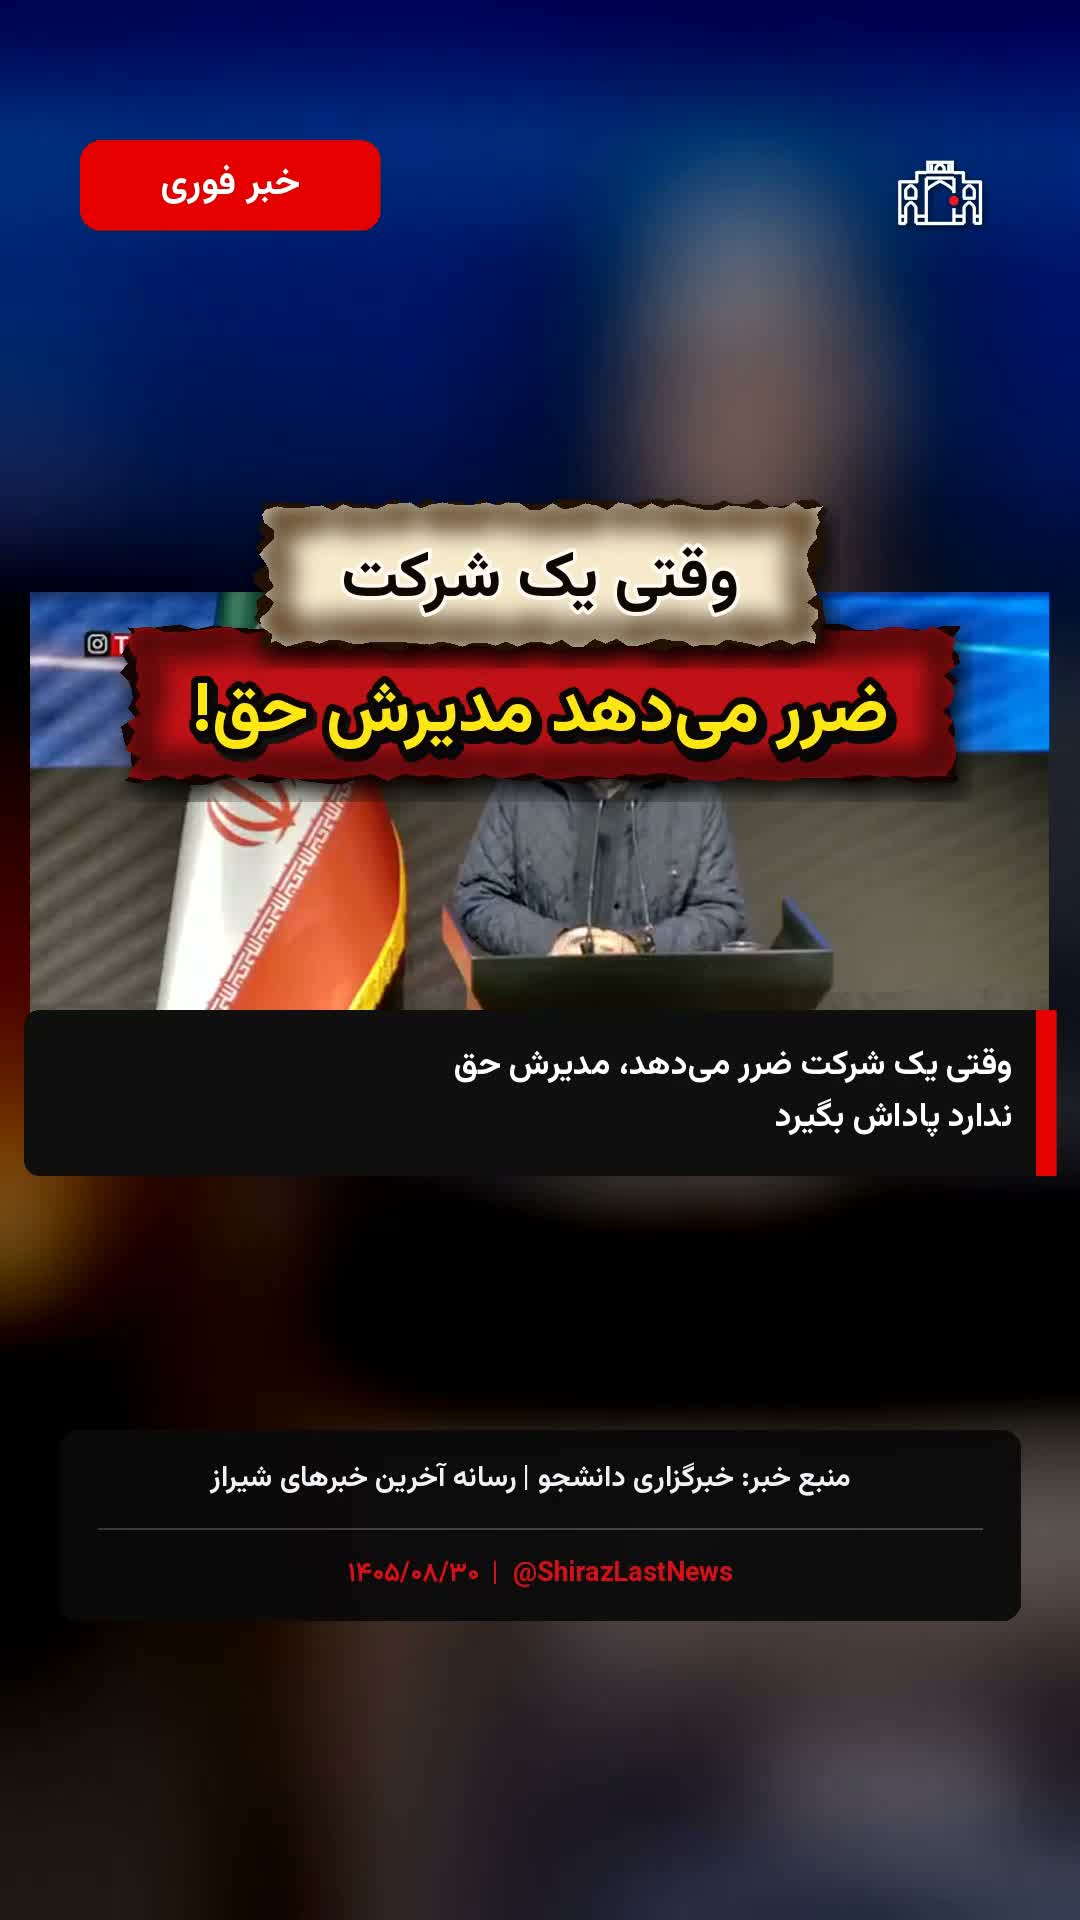 خبر فوری
وقتی یک شرکت
ضرر می‌دهد مدیرش حق!
T
وقتی یک شرکت ضرر می‌دهد، مدیرش حق
ندارد پاداش بگیرد
منبع خبر: خبرگزاری دانشجو | رسانه آخرین خبرهای شیراز
@ShirazLastNews | ۱۴۰۵/۰۸/۳۰